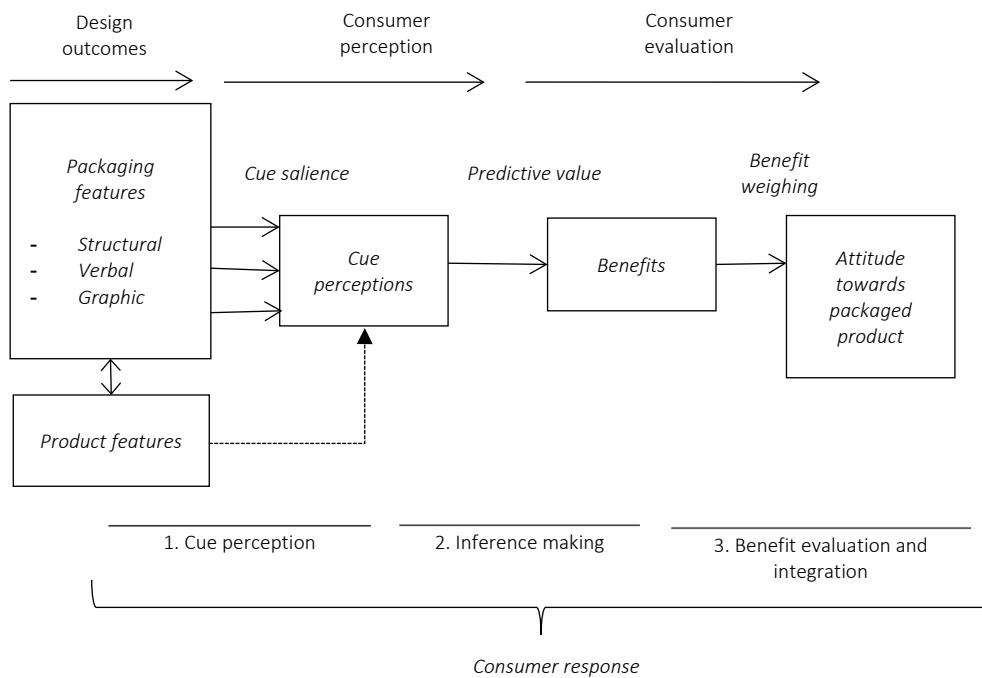 Design
outcomes
Consumer
perception
Consumer
evaluation
Packaging
features
- Structural
- Verbal
- Graphic
Cue salience
Predictive value
Benefit
weighing
Cue
perceptions
Benefits
Attitude
towards
packaged
product
Product features
1. Cue perception
2. Inference making
3. Benefit evaluation and
integration
Consumer response